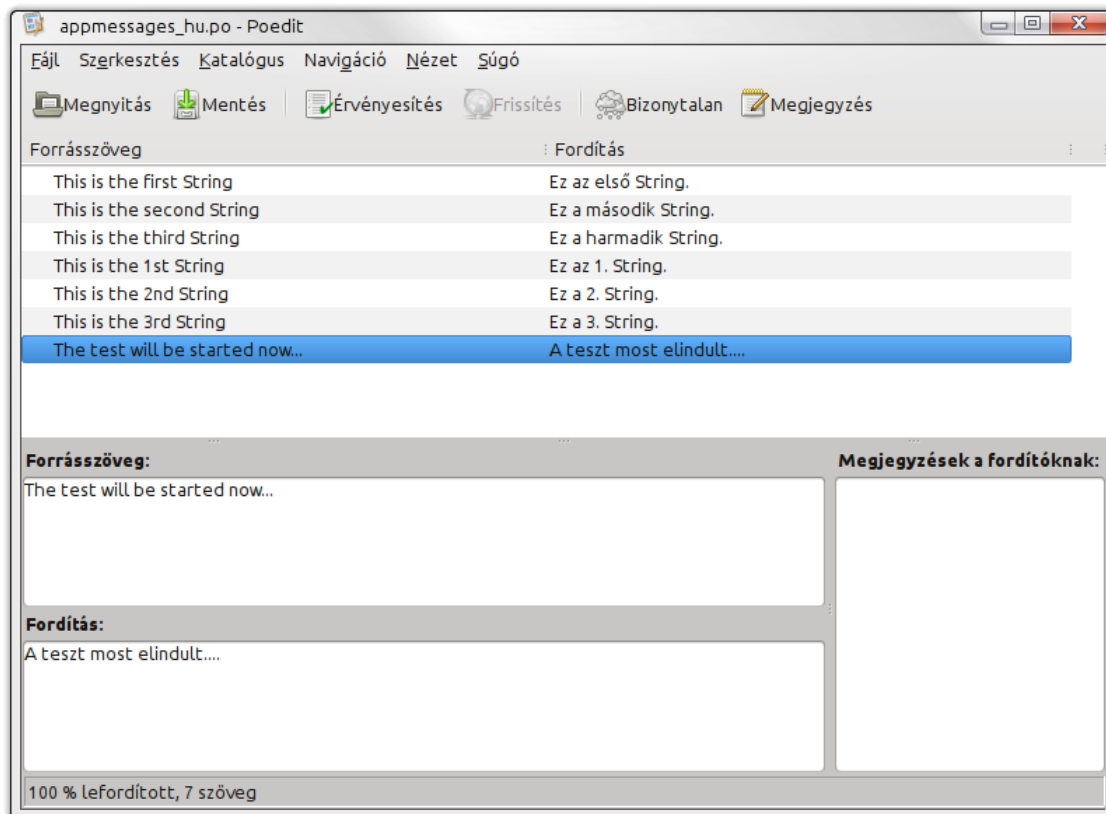 appmessages_hu.po - Poedit
Fájl Szerkesztés Katalógus Navigáció Nézet Súgó
Megnyitás Mentés Érvényesítés Frissítés Bizonytalan Megjegyzés
Forrásszöveg Fordítás
This is the first String Ez az első String.
This is the second String Ez a második String.
This is the third String Ez a harmadik String.
This is the 1st String Ez az 1. String.
This is the 2nd String Ez a 2. String.
This is the 3rd String Ez a 3. String.
The test will be started now... A teszt most elindult....
Forrásszöveg: Megjegyzések a fordítóknak:
The test will be started now...
Fordítás:
A teszt most elindult....
100 % lefordított, 7 szöveg